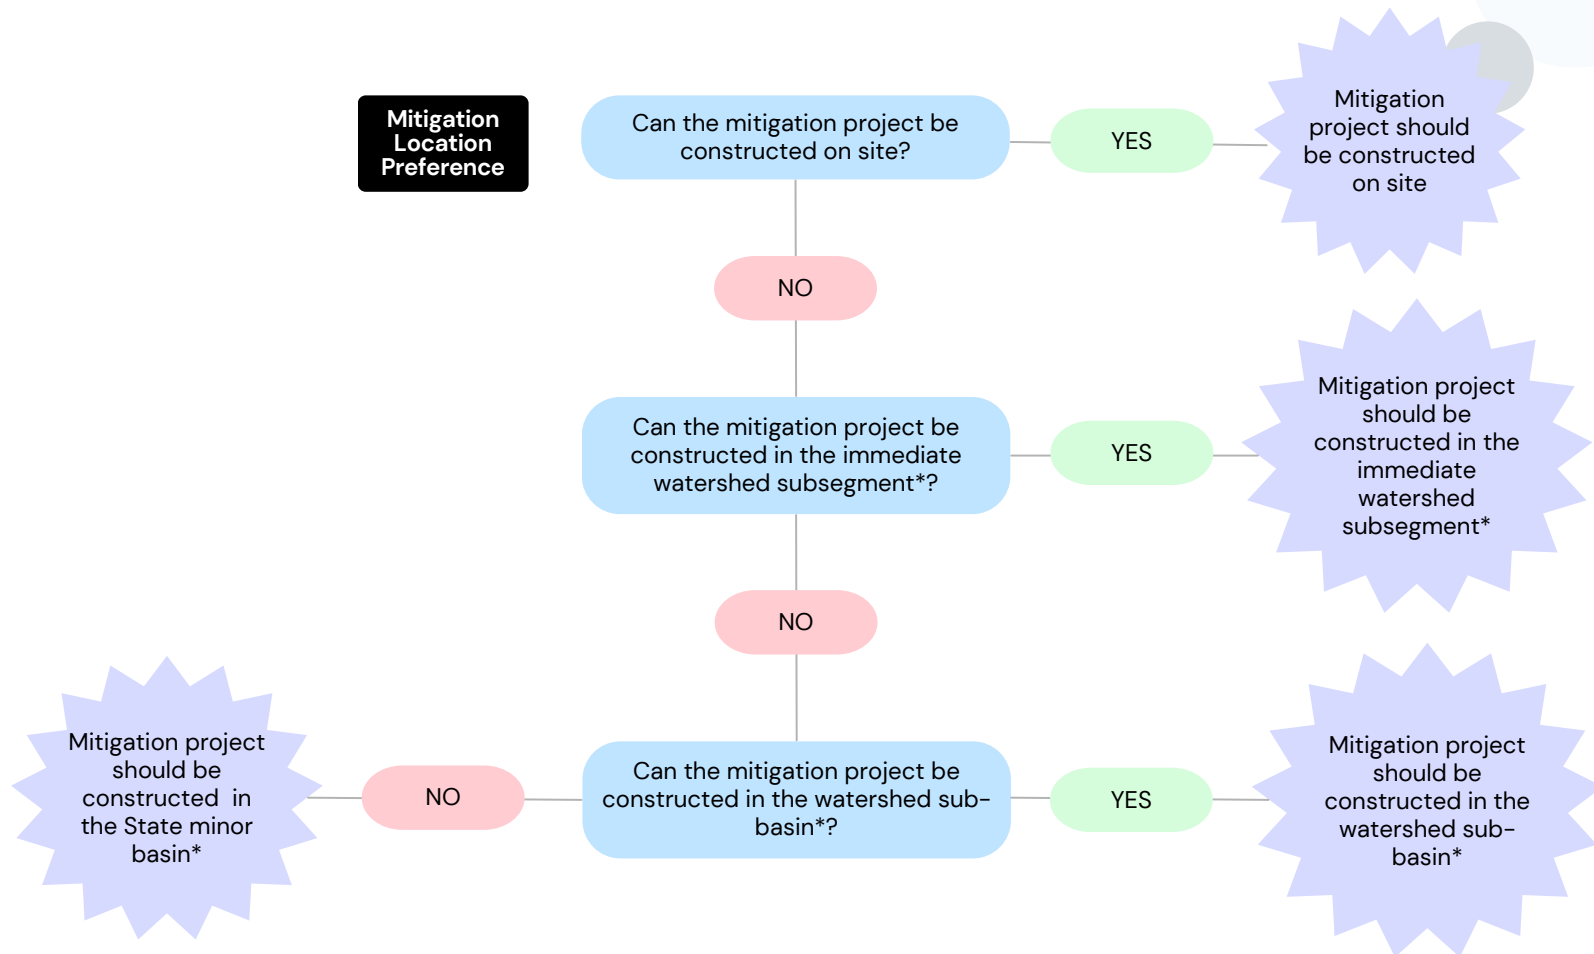 Mitigation
Location
Preference
Can the mitigation project be
constructed on site?
YES
Mitigation
project should
be constructed
on site
NO
Can the mitigation project be
constructed in the immediate
watershed subsegment*?
YES
Mitigation project
should be
constructed in the
immediate
watershed
subsegment*
NO
Mitigation project
should be
constructed in
the State minor
basin*
NO
Can the mitigation project be
constructed in the watershed sub-
basin*?
YES
Mitigation project
should be
constructed in the
watershed sub-
basin*